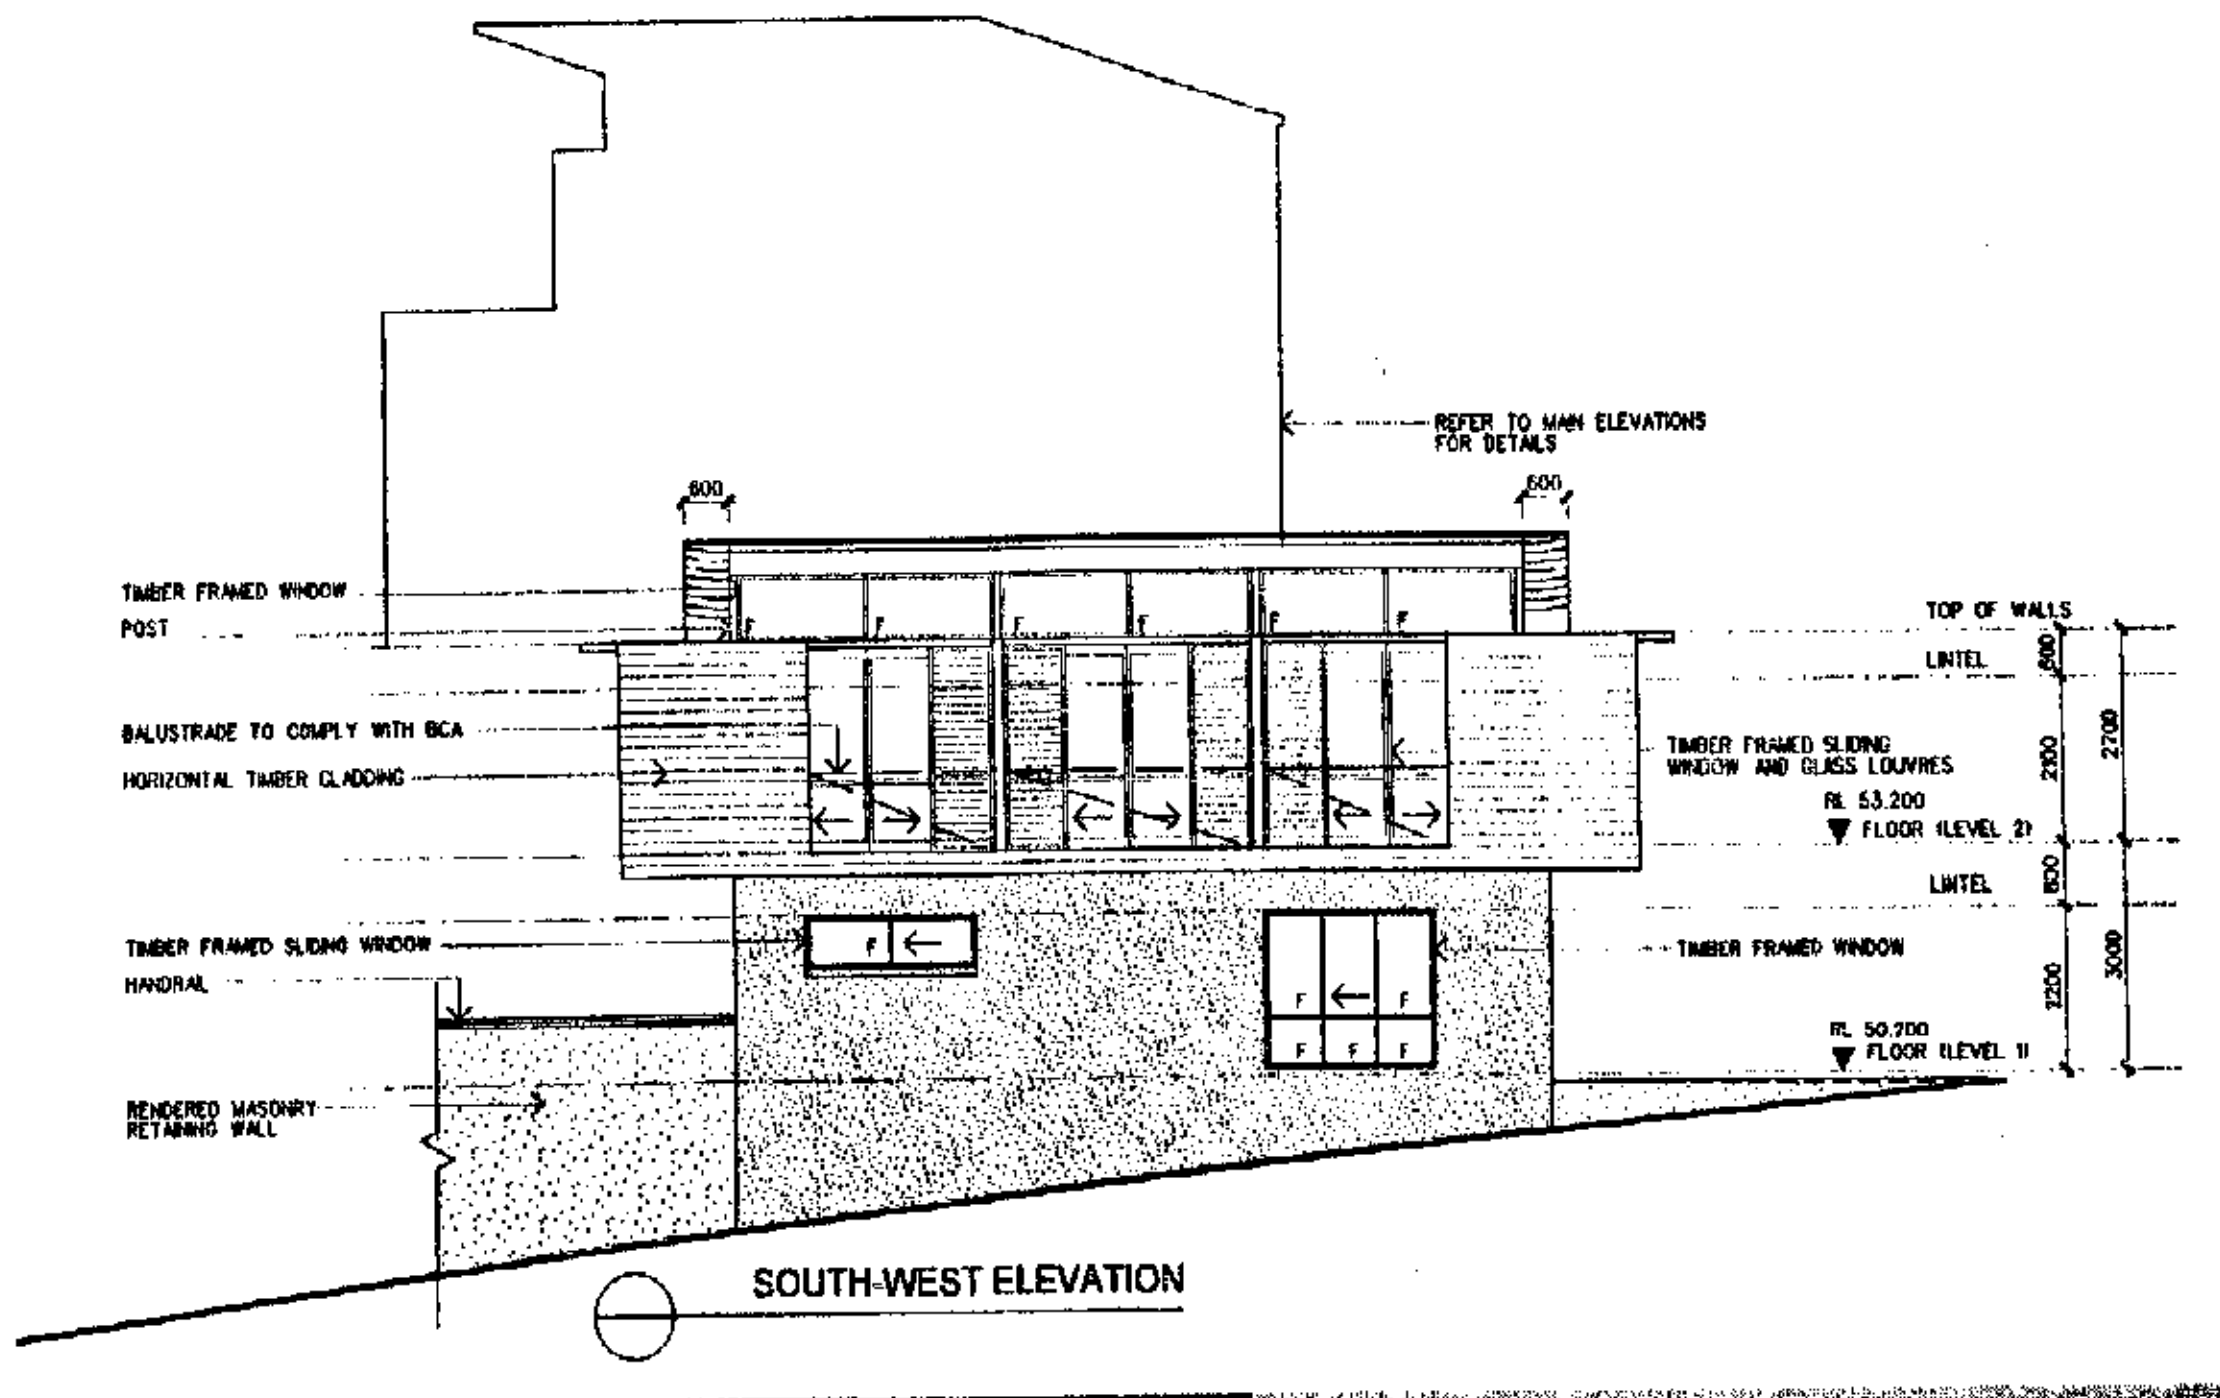 REFER TO MAIN ELEVATIONS
FOR DETAILS
600
600
TIMBER FRAMED WINDOW
POST
TOP OF WALLS
LINTEL
600
2100
2700
F
F
F
F
F
F
BALUSTRADE TO COMPLY WITH BCA
HORIZONTAL TIMBER CLADDING
TIMBER FRAMED SLIDING
WINDOW AND GLASS LOUVRES
RL 53.200
FLOOR (LEVEL 2)
LINTEL
800
2200
3000
TIMBER FRAMED SLIDING WINDOW
HANDRAIL
F
TIMBER FRAMED WINDOW
F
F
F
F
F
RL 50.200
FLOOR (LEVEL 1)
RENDERED MASONRY
RETAINING WALL
SOUTH-WEST ELEVATION